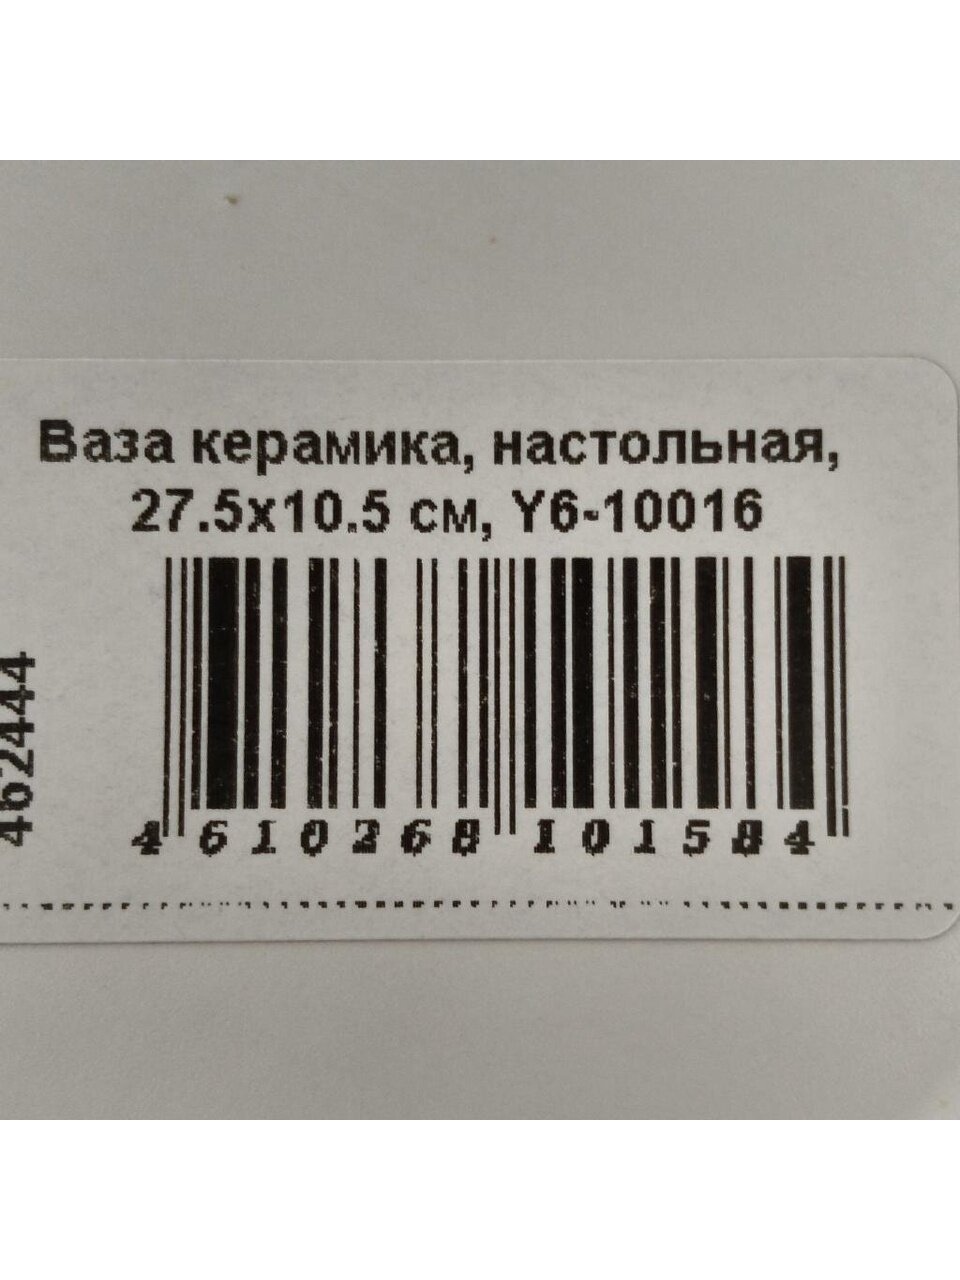 Ваза керамика, настольная,
27.5x10.5 см, Y6-10016
462444
4 610268 101584